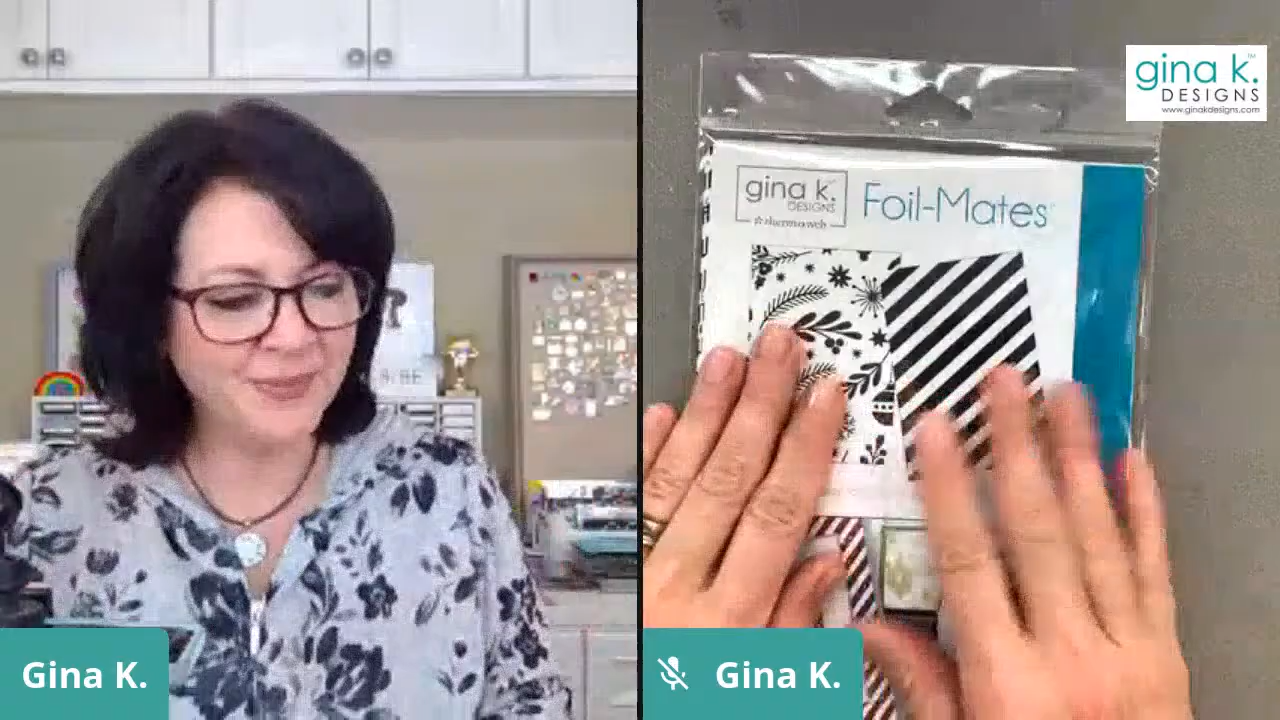 gina k.
DESIGNS
www.ginakdesigns.com
gina k.
DESIGNS
thermoweb
Foil-Mates
Gina K.
Gina K.